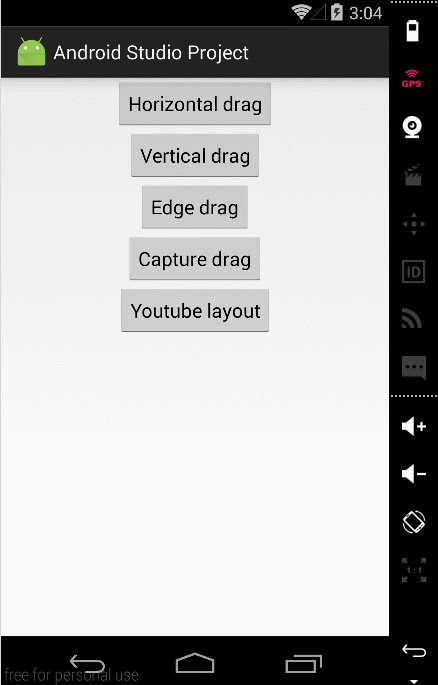 3:04
Android Studio Project
GPS
Horizontal drag
Vertical drag
Edge drag
Capture drag
ID
Youtube layout
1:1
free for personal use